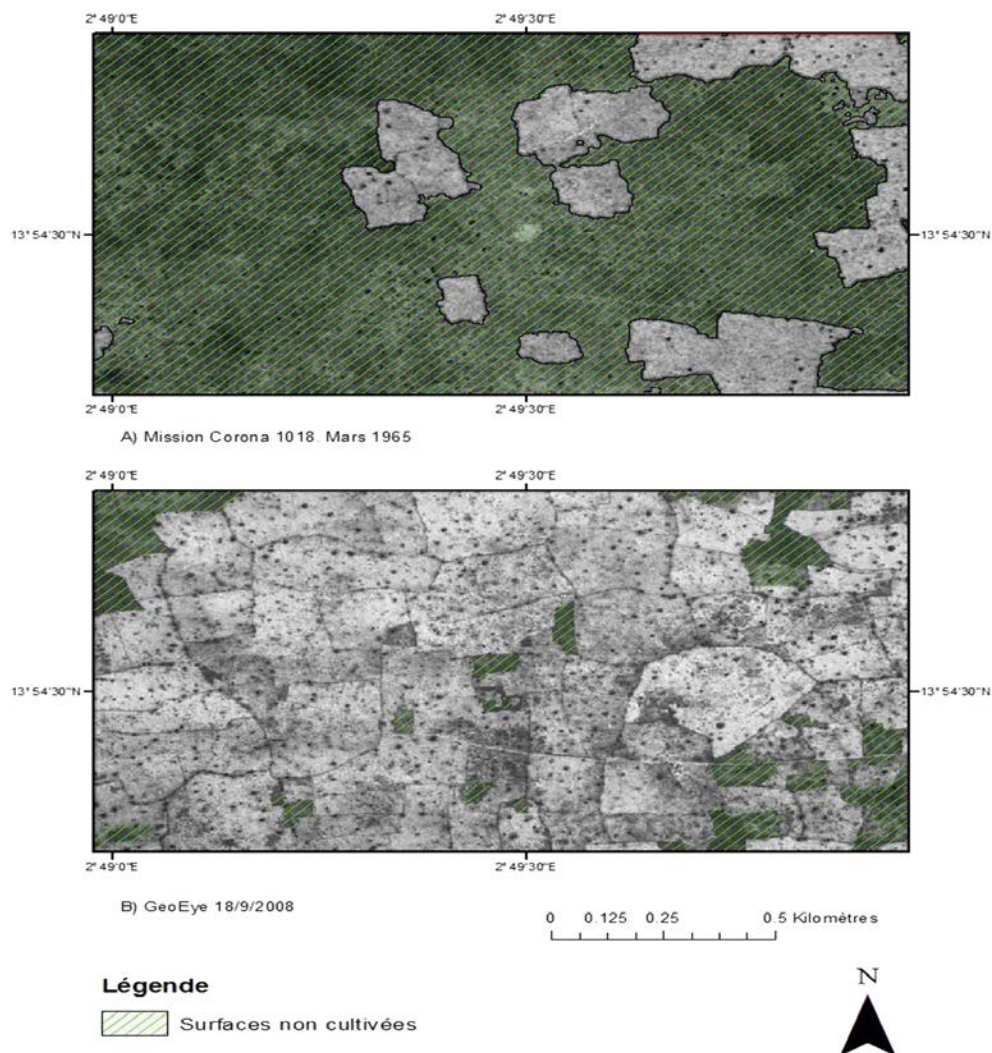 2° 49'0"E 2° 49'30"E
13° 54'30"N 13° 54'30"N
2° 49'0"E 2° 49'30"E
A) Mission Corona 1018. Mars 1965
2° 49'0"E 2° 49'30"E
13° 54'30"N 13° 54'30"N
2° 49'0"E 2° 49'30"E
B) GeoEye 18/9/2008
0 0.125 0.25 0.5 Kilomètres
Légende
Surfaces non cultivées
N